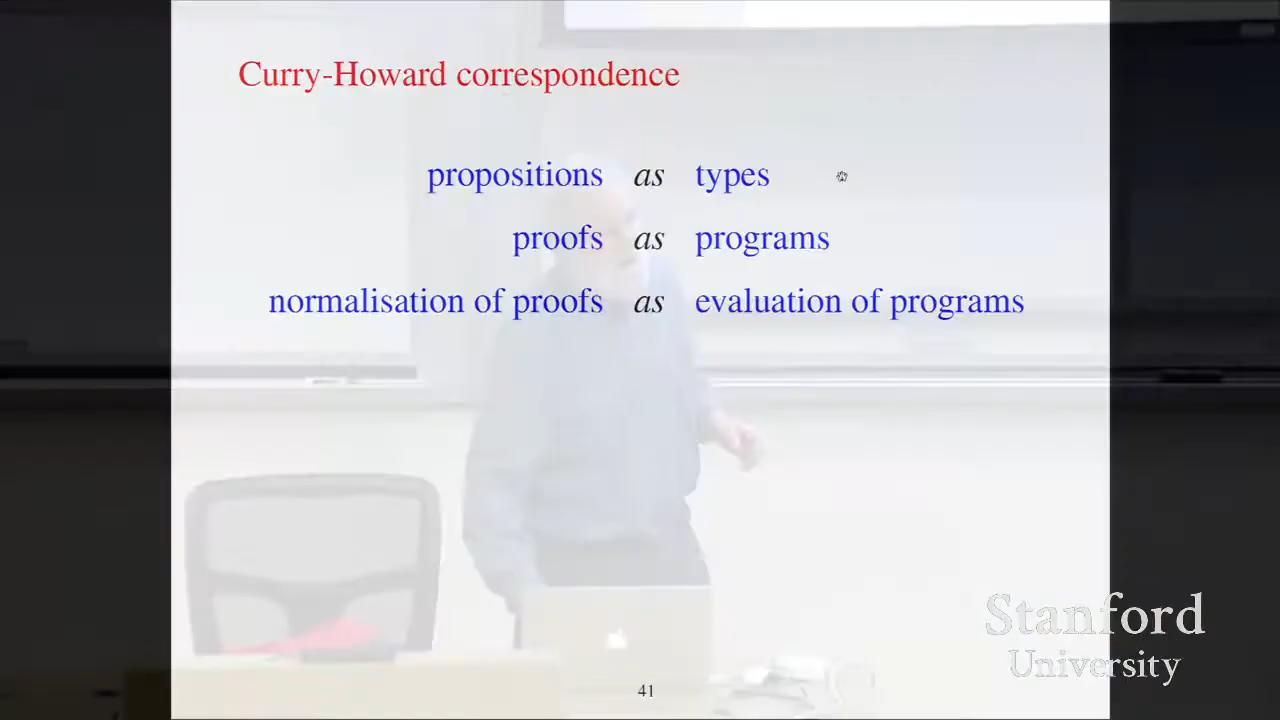 Curry-Howard correspondence
propositions as types
proofs as programs
normalisation of proofs as evaluation of programs
Stanford
University
41